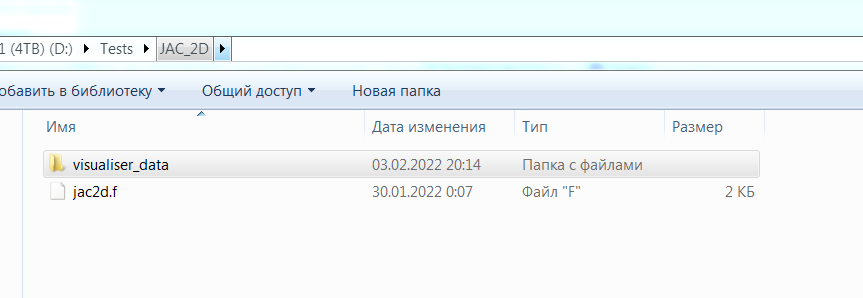 1 (4TB) (D:) Tests JAC_2D
обавить в библиотеку Общий доступ Новая папка
Имя Дата изменения Тип Размер
visualiser_data 03.02.2022 20:14 Папка с файлами
jac2d.f 30.01.2022 0:07 Файл "F" 2 КБ